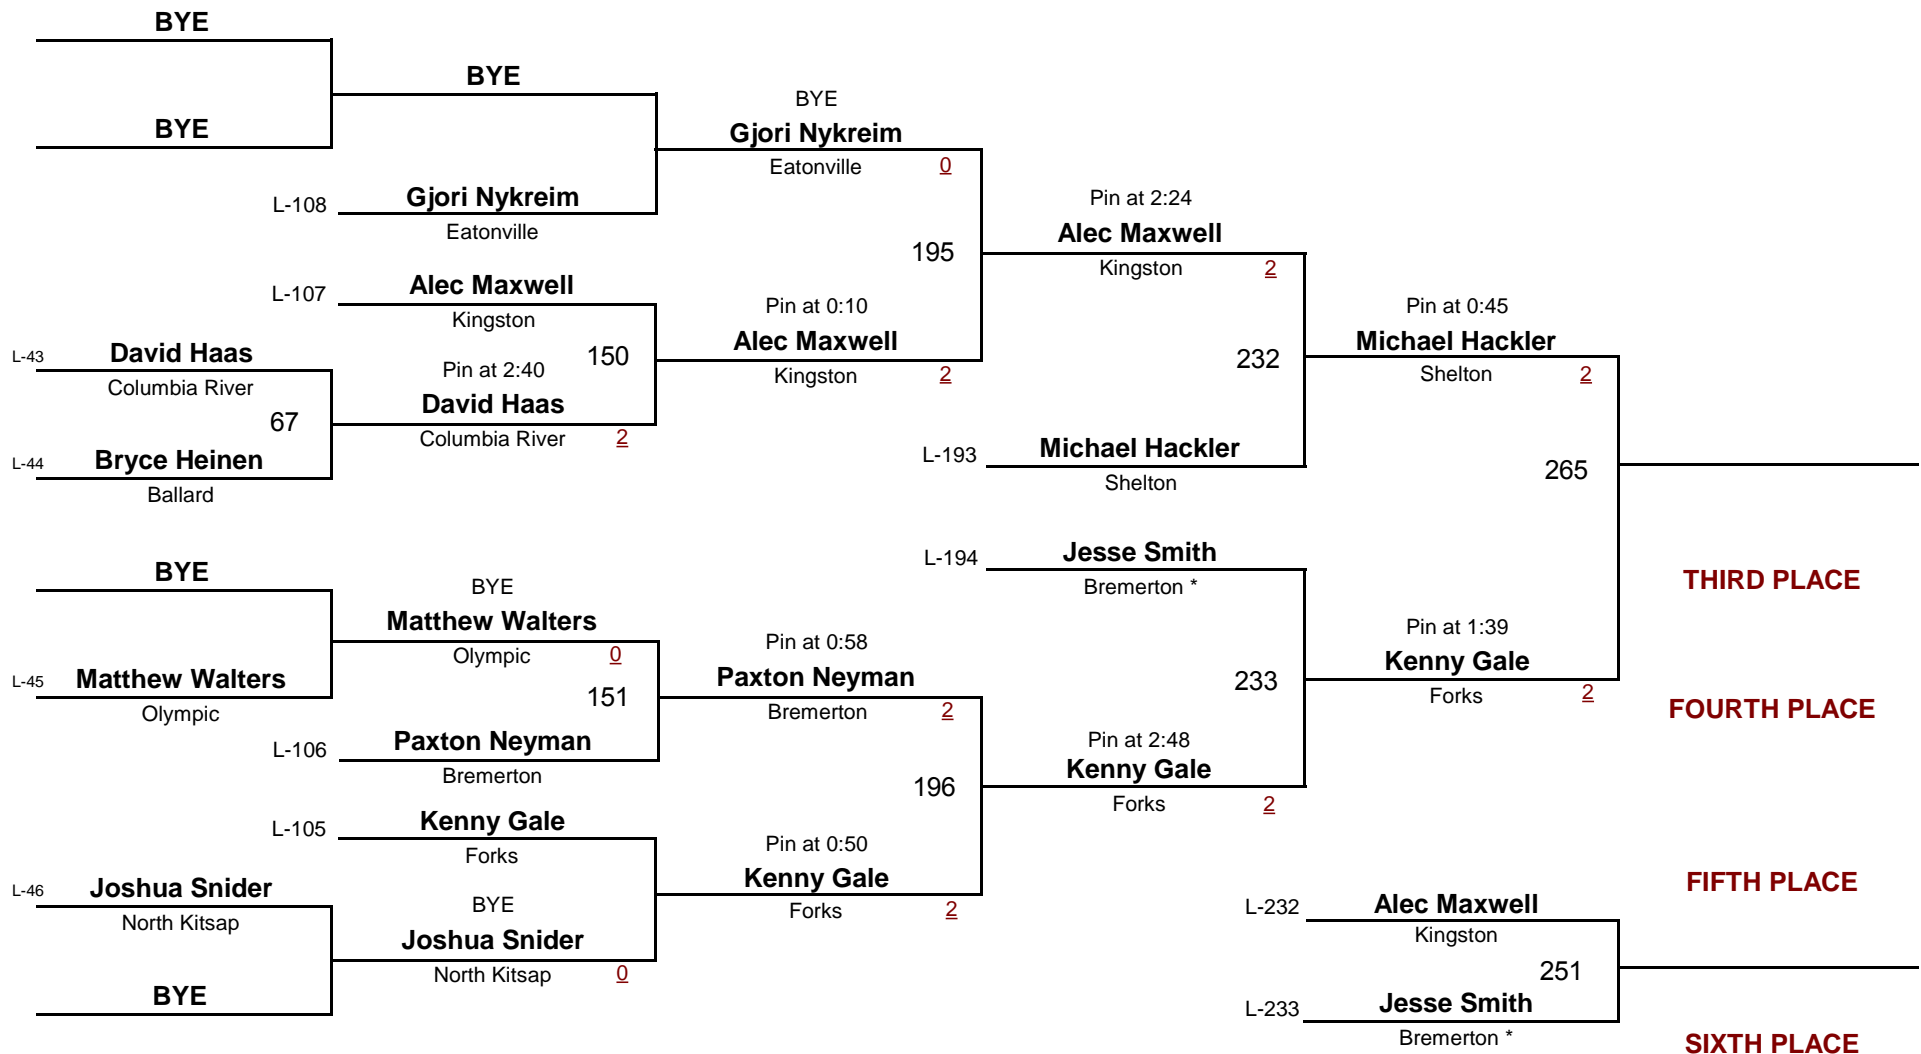 BYE
BYE
BYE
BYE
Gjori Nykreim
Eatonville 0
L-108 Gjori Nykreim
Eatonville
195
Pin at 2:24
Alec Maxwell
Kingston 2
L-107 Alec Maxwell
Kingston
150
Pin at 0:10
Alec Maxwell
Kingston 2
L-43 David Haas
Columbia River
67
Pin at 2:40
David Haas
Columbia River 2
L-44 Bryce Heinen
Ballard
232
Pin at 0:45
Michael Hackler
Shelton 2
L-193 Michael Hackler
Shelton
265
L-194 Jesse Smith
Bremerton *
THIRD PLACE
BYE
BYE
Matthew Walters
Olympic 0
L-45 Matthew Walters
Olympic
151
Pin at 0:58
Paxton Neyman
Bremerton 2
233
Pin at 1:39
Kenny Gale
Forks 2
FOURTH PLACE
L-106 Paxton Neyman
Bremerton
196
Pin at 2:48
Kenny Gale
Forks 2
L-105 Kenny Gale
Forks
Pin at 0:50
Kenny Gale
Forks 2
L-46 Joshua Snider
North Kitsap
BYE
Joshua Snider
North Kitsap 0
BYE
FIFTH PLACE
L-232 Alec Maxwell
Kingston
251
L-233 Jesse Smith
Bremerton *
SIXTH PLACE